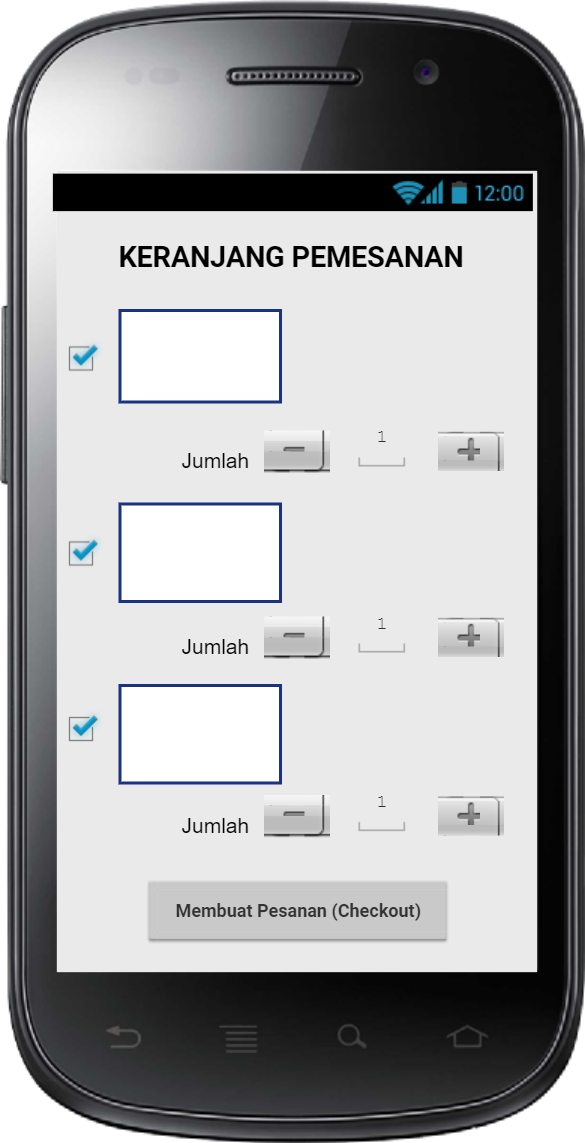 12:00
KERANJANG PEMESANAN
Jumlah 1
Jumlah 1
Jumlah 1
Membuat Pesanan (Checkout)